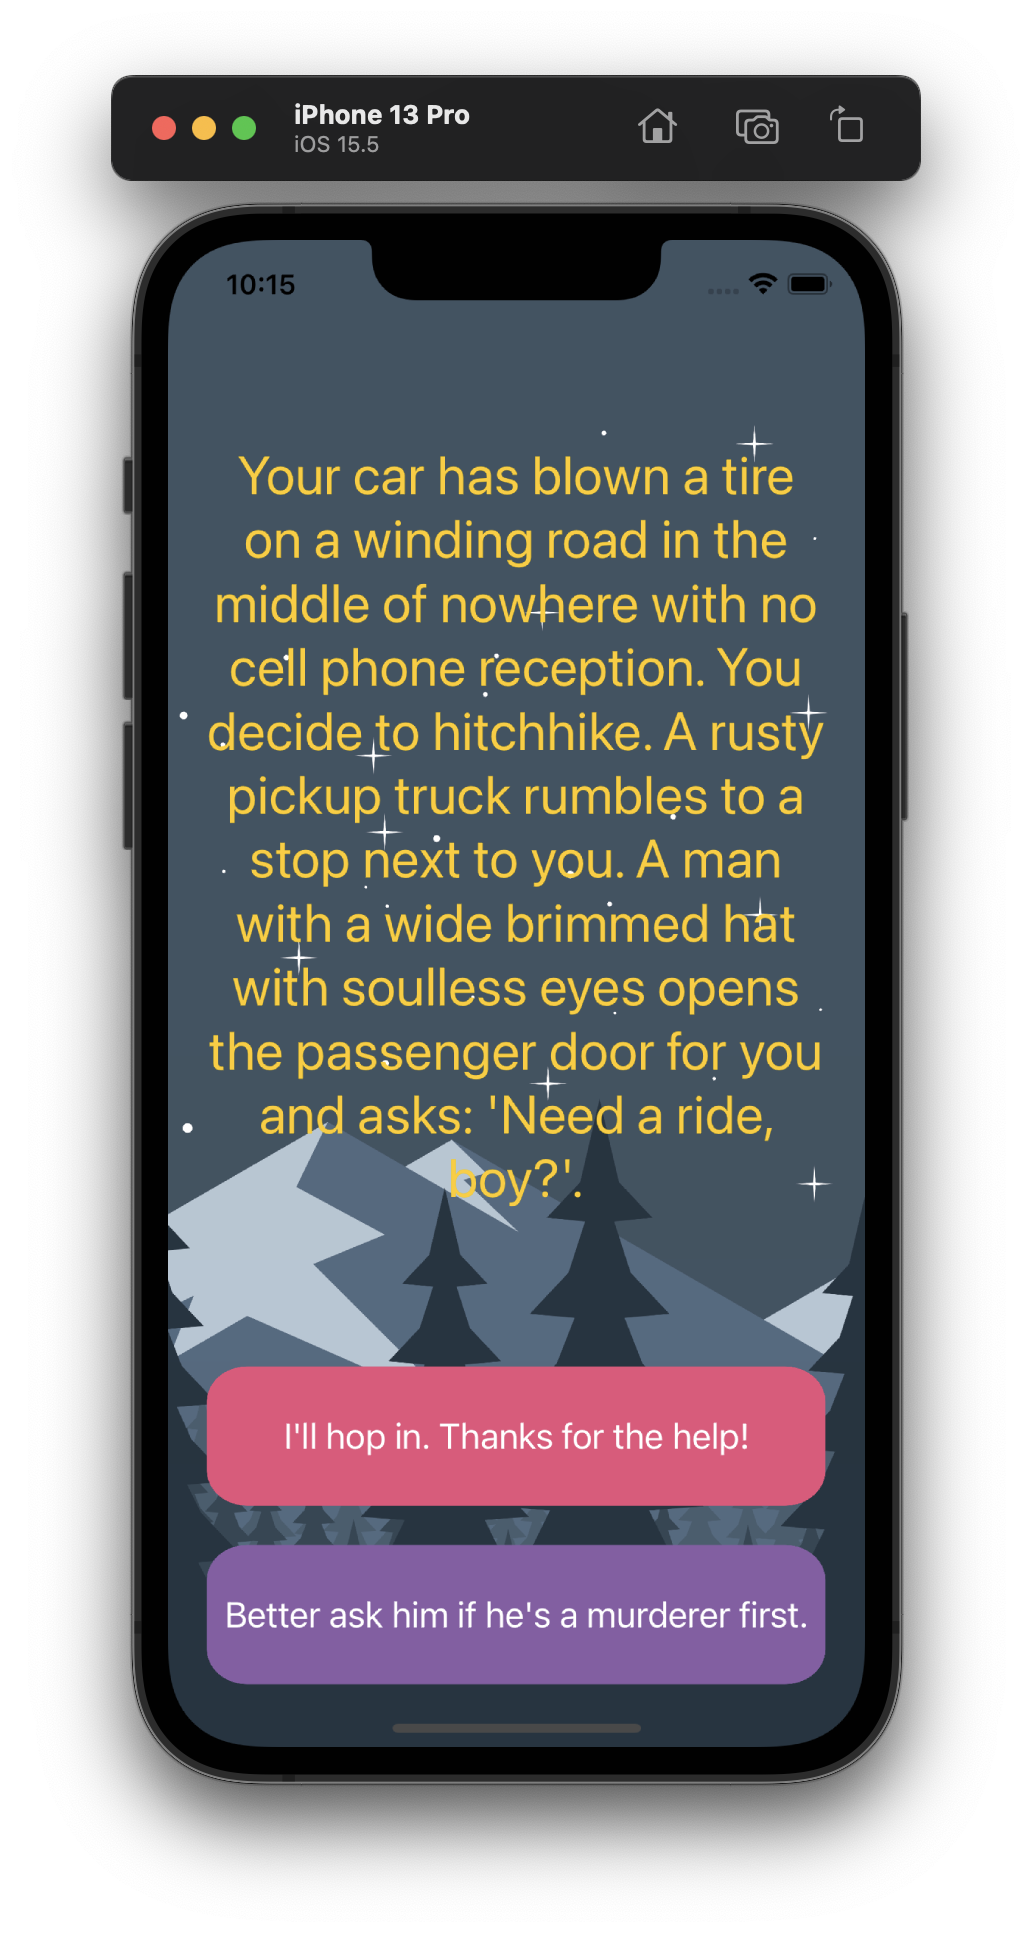 iPhone 13 Pro
iOS 15.5
10:15
Your car has blown a tire
on a winding road in the
middle of nowhere with no
cell phone reception. You
decide to hitchhike. A rusty
pickup truck rumbles to a
stop next to you. A man
with a wide brimmed hat
with soulless eyes opens
the passenger door for you
and asks: 'Need a ride,
boy?'.
I'll hop in. Thanks for the help!
Better ask him if he's a murderer first.